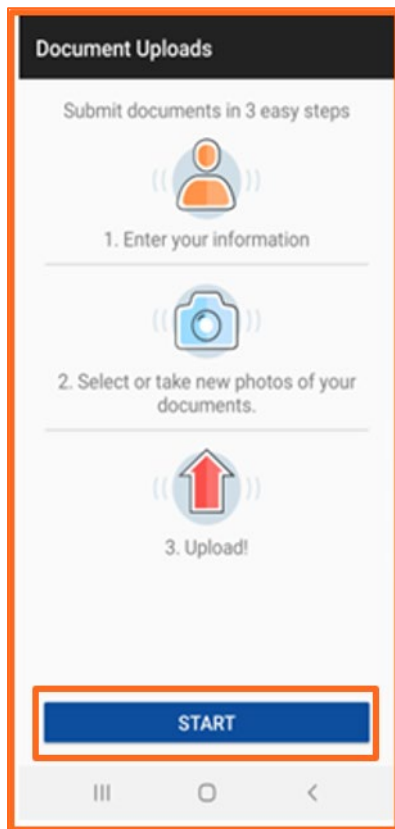 Document Uploads
Submit documents in 3 easy steps
1. Enter your information
2. Select or take new photos of your
documents.
3. Upload!
START